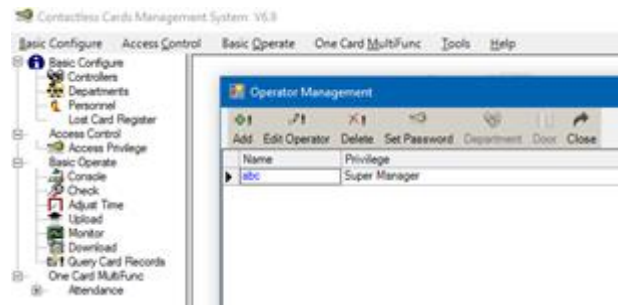 Contactless Cards Management System V6.8
Basic Configure Access Control Basic Operate One Card MultiFunc Tools Help
Basic Configure
Controllers
Departments
Personnel
Lost Card Register
Access Control
Access Privilege
Basic Operate
Console
Check
Adjust Time
Upload
Monitor
Download
Query Card Records
One Card MultiFunc
Attendance
Operator Management
Add Edit Operator Delete Set Password Department Door Close
Name Privilege
abc Super Manager